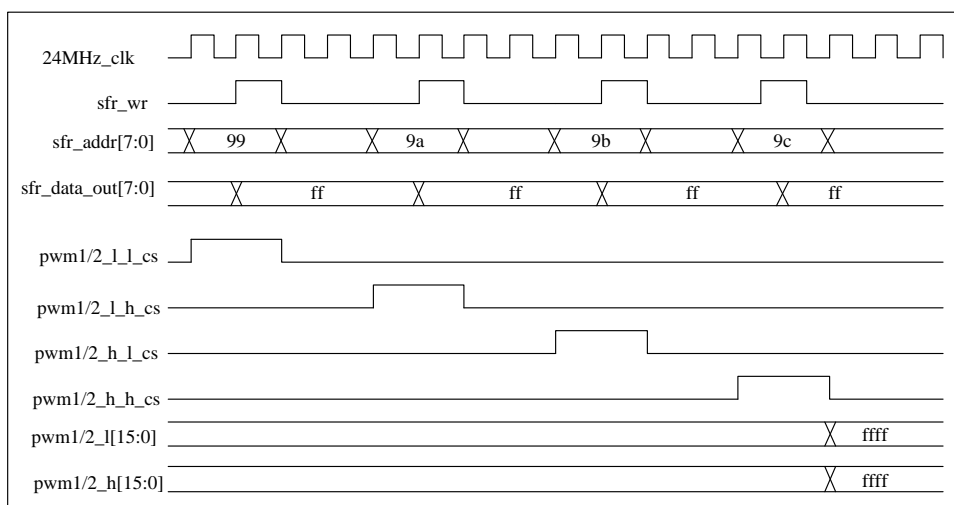 24MHz_clk
sfr_wr
sfr_addr[7:0] 99 9a 9b 9c
sfr_data_out[7:0] ff ff ff ff
pwm1/2_l_l_cs
pwm1/2_l_h_cs
pwm1/2_h_l_cs
pwm1/2_h_h_cs
pwm1/2_l[15:0] ffff
pwm1/2_h[15:0] ffff